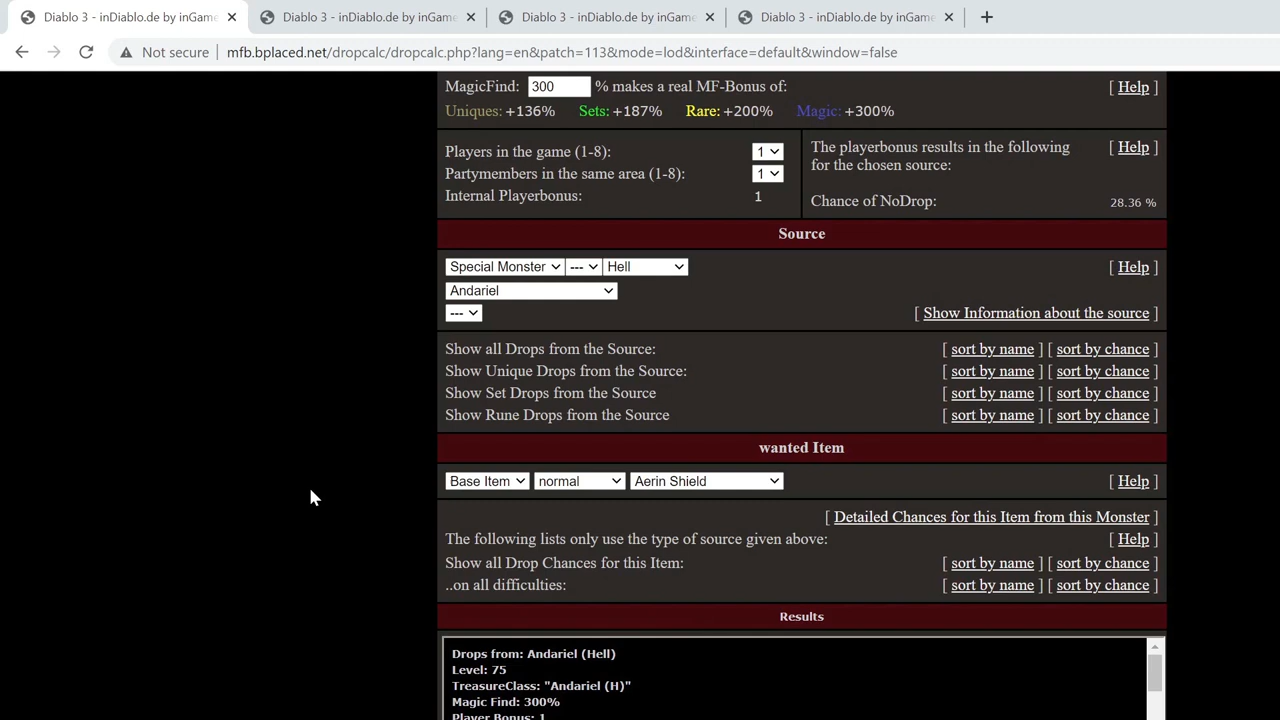 Diablo 3 - inDiablo.de by inGame
Diablo 3 - inDiablo.de by inGame
Diablo 3 - inDiablo.de by inGame
Diablo 3 - inDiablo.de by inGame
Not secure mfb.bplaced.net/dropcalc/dropcalc.php?lang=en&patch=113&mode=lod&interface=default&window=false
MagicFind: 300 % makes a real MF-Bonus of: [ Help ]
Uniques: +136% Sets: +187% Rare: +200% Magic: +300%
Players in the game (1-8): 1
Partymembers in the same area (1-8): 1
Internal Playerbonus: 1
The playerbonus results in the following [ Help ]
for the chosen source:
Chance of NoDrop: 28.36 %
Source
Special Monster --- Hell [ Help ]
Andariel
--- [ Show Information about the source ]
Show all Drops from the Source: [ sort by name ] [ sort by chance ]
Show Unique Drops from the Source: [ sort by name ] [ sort by chance ]
Show Set Drops from the Source [ sort by name ] [ sort by chance ]
Show Rune Drops from the Source [ sort by name ] [ sort by chance ]
wanted Item
Base Item normal Aerin Shield [ Help ]
[ Detailed Chances for this Item from this Monster ]
The following lists only use the type of source given above: [ Help ]
Show all Drop Chances for this Item: [ sort by name ] [ sort by chance ]
..on all difficulties: [ sort by name ] [ sort by chance ]
Results
Drops from: Andariel (Hell)
Level: 75
TreasureClass: "Andariel (H)"
Magic Find: 300%
Player Bonus: 1